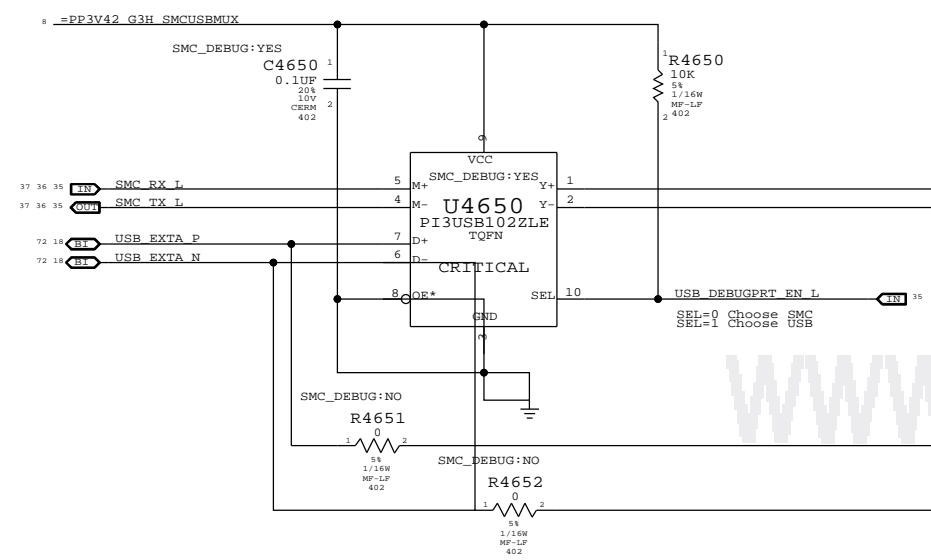 8 =PP3V42_G3H_SMCUSBMUX
SMC_DEBUG:YES
C4650
1
0.1UF
20%
10V
CERM
402
2
1
R4650
10K
5%
1/16W
MF-LF
402
2
9
VCC
SMC_DEBUG:YES
U4650
PI3USB102ZLE
TQFN
CRITICAL
37 36 35 IN SMC_RX_L 5 M+ Y+ 1
37 36 35 OUT SMC_TX_L 4 M- Y- 2
72 18 BI USB_EXTA_P 7 D+
72 18 BI USB_EXTA_N 6 D-
8 OE* SEL 10 USB_DEBUGPRT_EN_L IN 35
GND
3
SEL=0 Choose SMC
SEL=1 Choose USB
WWW
SMC_DEBUG:NO
R4651
0
1 2
5%
1/16W
MF-LF
402
SMC_DEBUG:NO
R4652
0
1 2
5%
1/16W
MF-LF
402